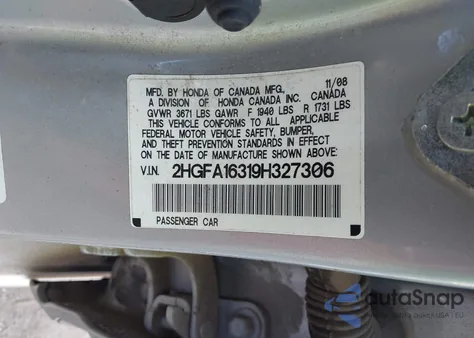 MFD. BY HONDA OF CANADA MFG., 11/08
A DIVISION OF HONDA CANADA INC. CANADA
GVWR 3671 LBS GAWR F 1940 LBS R 1731 LBS
THIS VEHICLE CONFORMS TO ALL APPLICABLE
FEDERAL MOTOR VEHICLE SAFETY, BUMPER,
AND THEFT PREVENTION STANDARDS IN EFFECT ON THE
DATE OF MANUFACTURE SHOWN ABOVE:
V.I.N. 2HGFA16319H327306
PASSENGER CAR
autoSnap